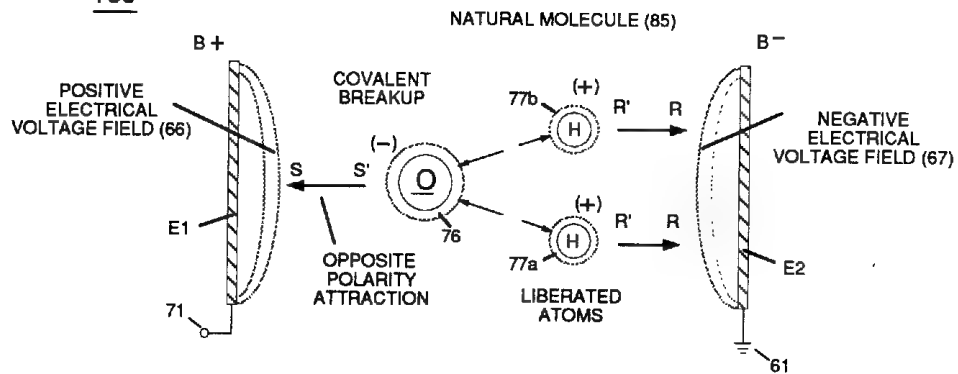 NATURAL MOLECULE (85)
B+
B-
POSITIVE
ELECTRICAL
VOLTAGE FIELD (66)
COVALENT
BREAKUP
77b
(+)
H
R'
R
NEGATIVE
ELECTRICAL
VOLTAGE FIELD (67)
(-)
S
S'
O
76
(+)
H
R'
R
E1
77a
E2
OPPOSITE
POLARITY
ATTRACTION
LIBERATED
ATOMS
71
61